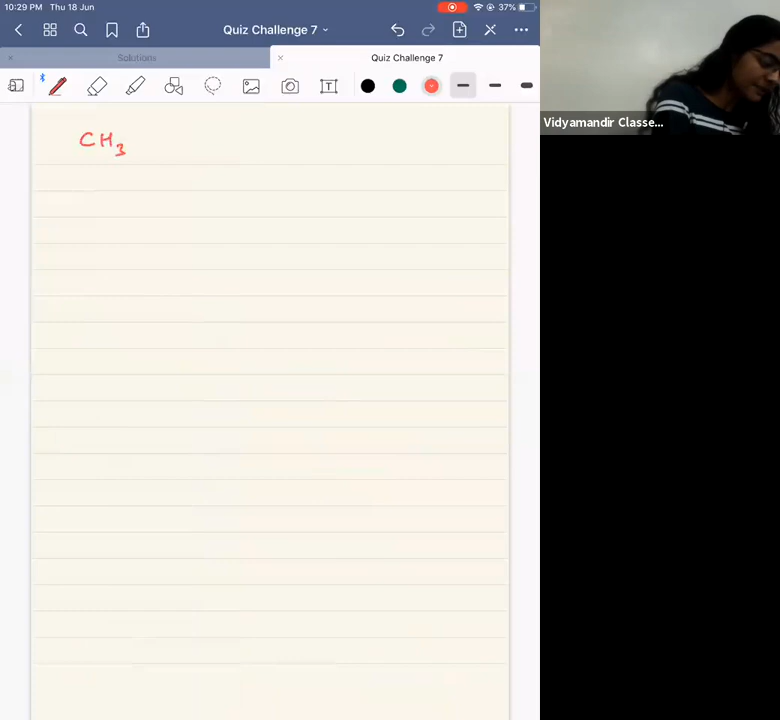 10:29 PM Thu 18 Jun 37%
Quiz Challenge 7
Solutions
Quiz Challenge 7
T
CH₃
Vidyamandir Classe...